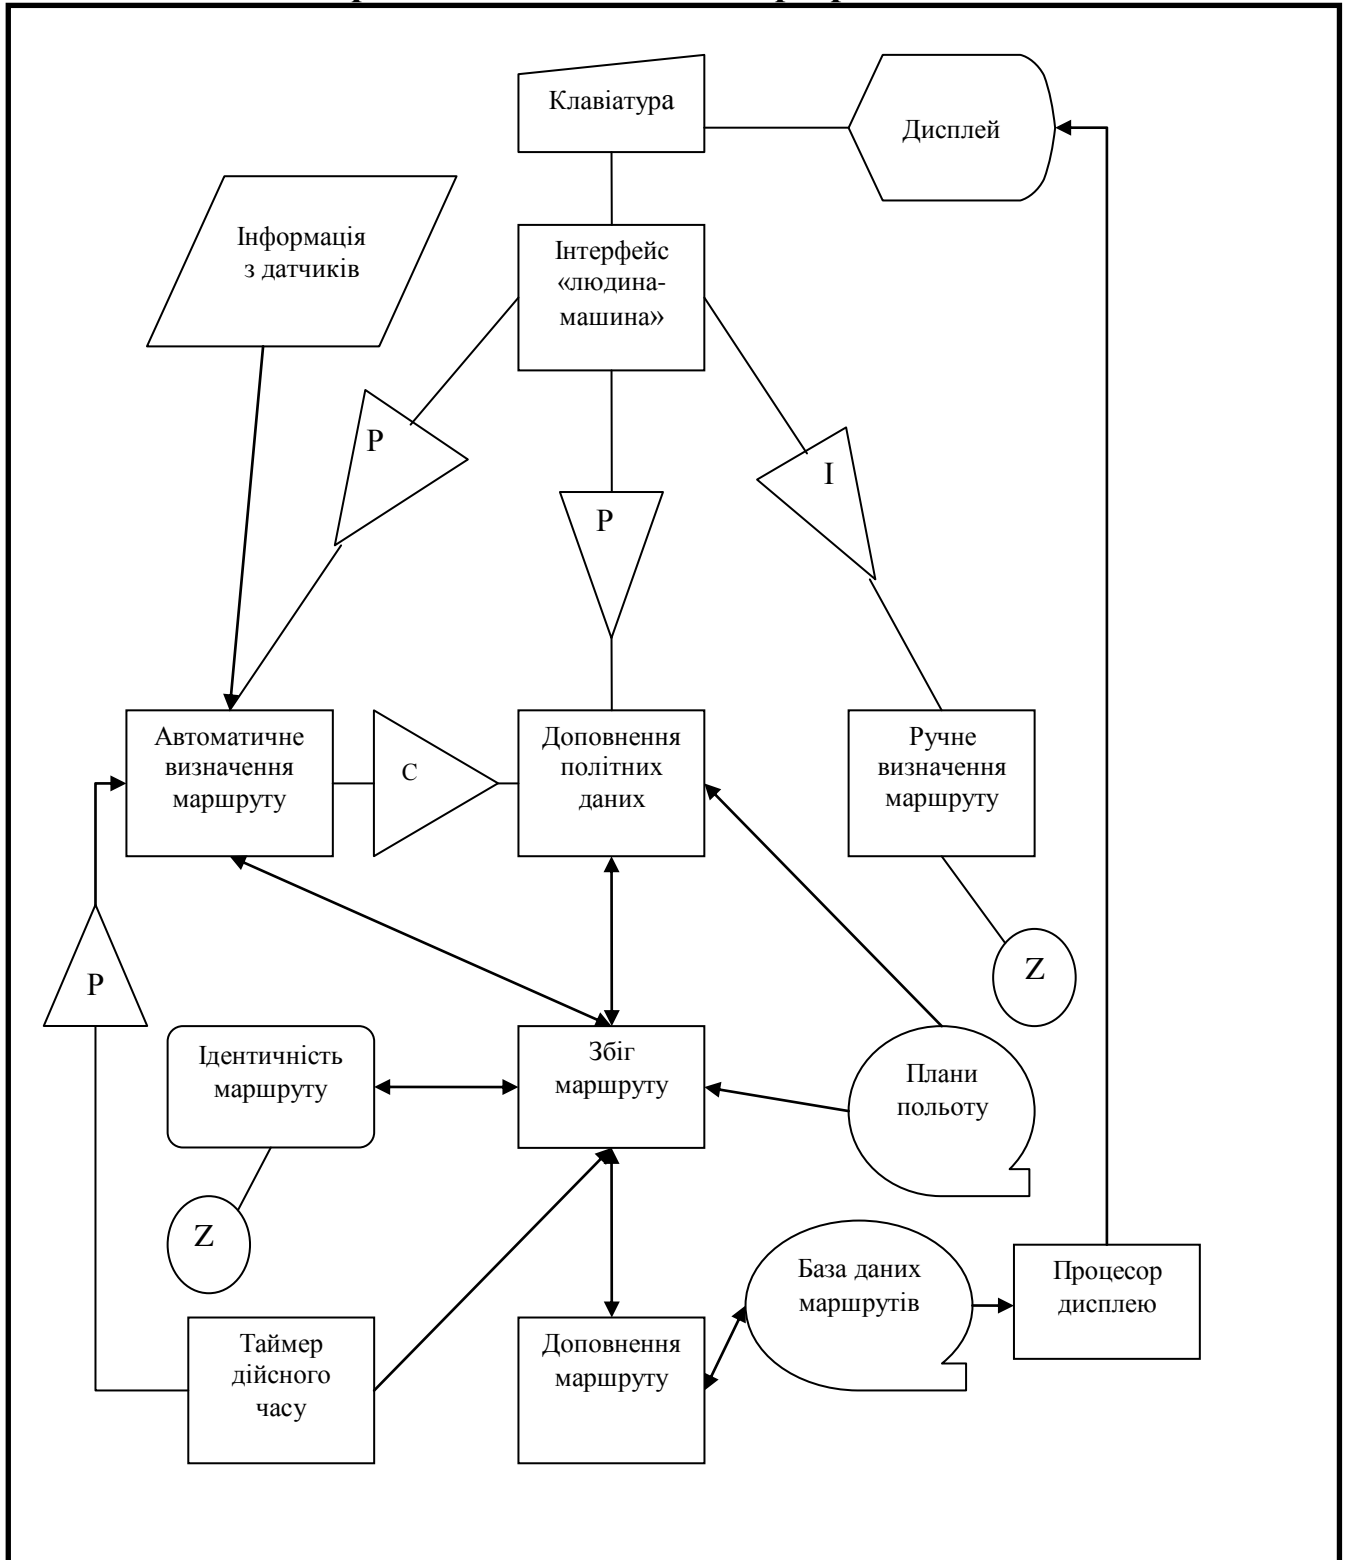 Клавіатура
Дисплей
Інформація
з датчиків
Інтерфейс
«людина-
машина»
P
I
P
Автоматичне
визначення
маршруту
C
Доповнення
політних
даних
Ручне
визначення
маршруту
P
Z
Ідентичність
маршруту
Збіг
маршруту
Плани
польоту
Z
База даних
маршрутів
Процесор
дисплею
Таймер
дійсного
часу
Доповнення
маршруту